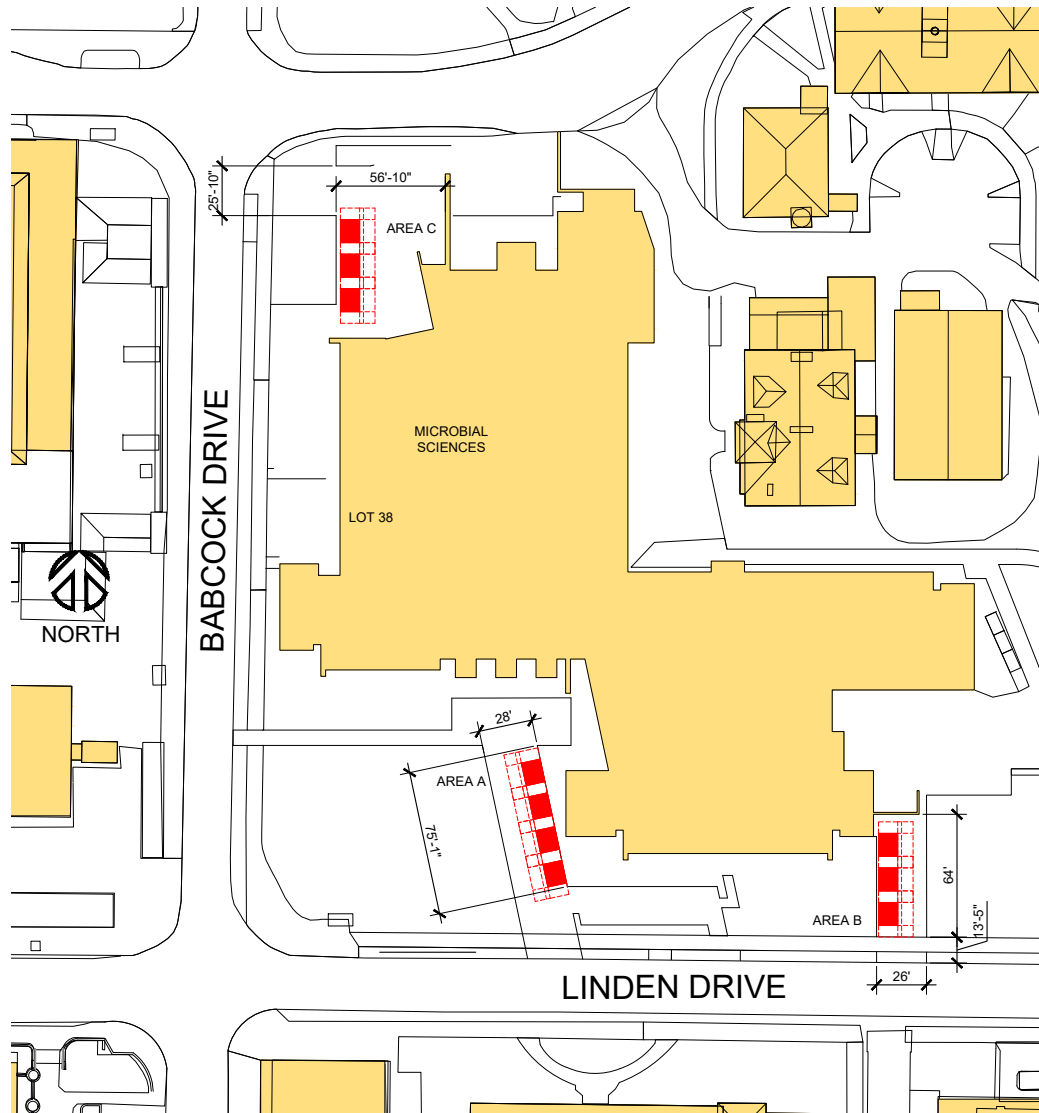 56'-10"
25'-10"
AREA C
MICROBIAL
SCIENCES
BABCOCK DRIVE
LOT 38
NORTH
28'
AREA A
75'-1"
64'
AREA B
13'-5"
26'
LINDEN DRIVE